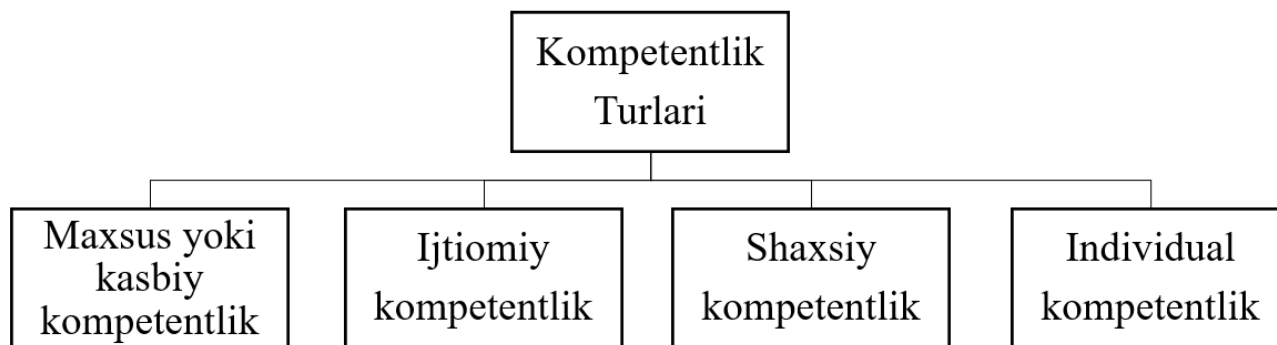 Kompetentlik
Turlari
Maxsus yoki
kasbiy
kompetentlik
Ijtiomiy
kompetentlik
Shaxsiy
kompetentlik
Individual
kompetentlik